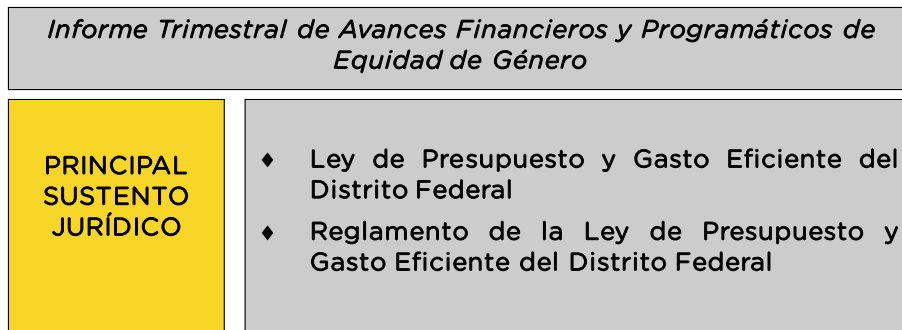 Informe Trimestral de Avances Financieros y Programáticos de
Equidad de Género
PRINCIPAL
SUSTENTO
JURÍDICO
♦ Ley de Presupuesto y Gasto Eficiente del
Distrito Federal
♦ Reglamento de la Ley de Presupuesto y
Gasto Eficiente del Distrito Federal